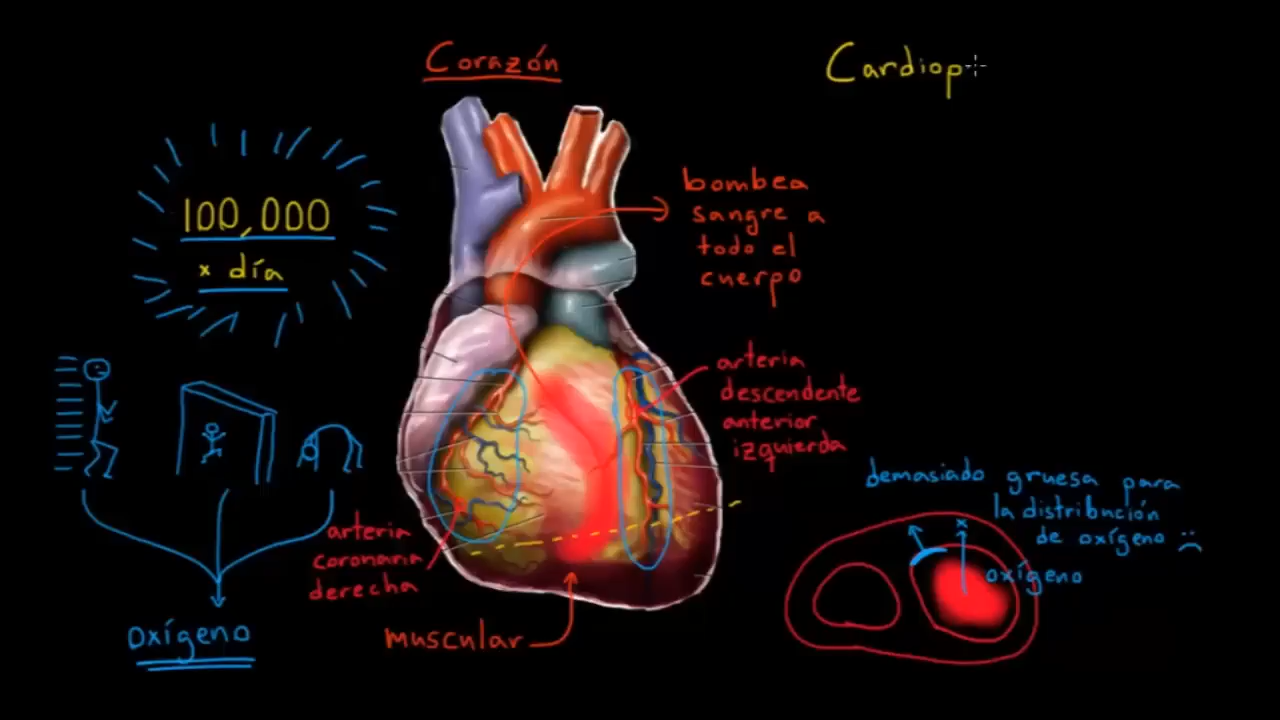 Corazón
Cardiop
100,000
x día
bombea
sangre a
todo el
cuerpo
arteria
descendente
anterior
izquierda
demasiado gruesa para
la distribución
de oxígeno
x
oxígeno
arteria
coronaria
derecha
muscular
oxígeno